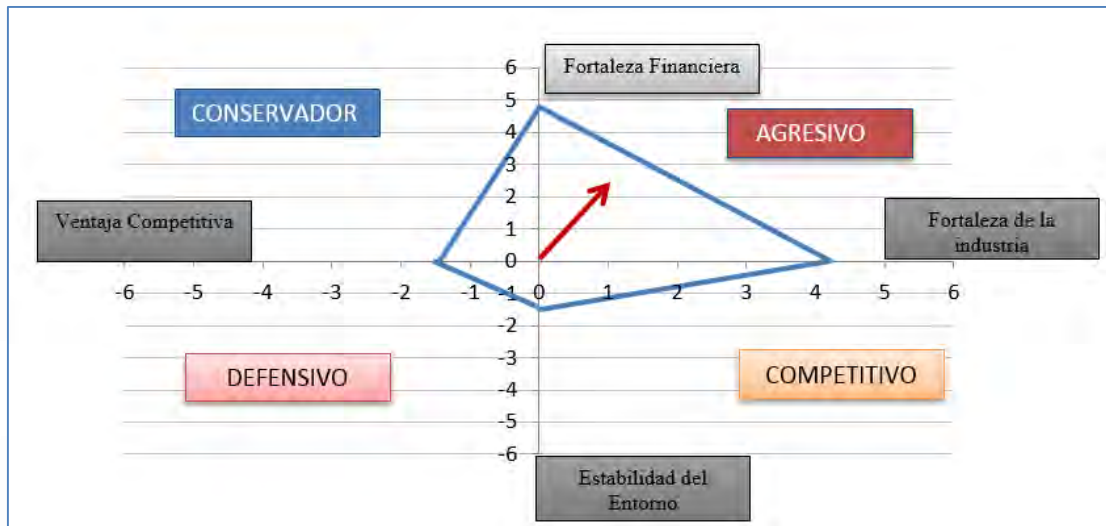 Fortaleza Financiera
CONSERVADOR
AGRESIVO
Ventaja Competitiva
Fortaleza de la
industria
6
5
4
3
2
1
0
-1
-2
-3
-4
-5
-6
-6 -5 -4 -3 -2 -1 0 1 2 3 4 5 6
DEFENSIVO
COMPETITIVO
Estabilidad del
Entorno